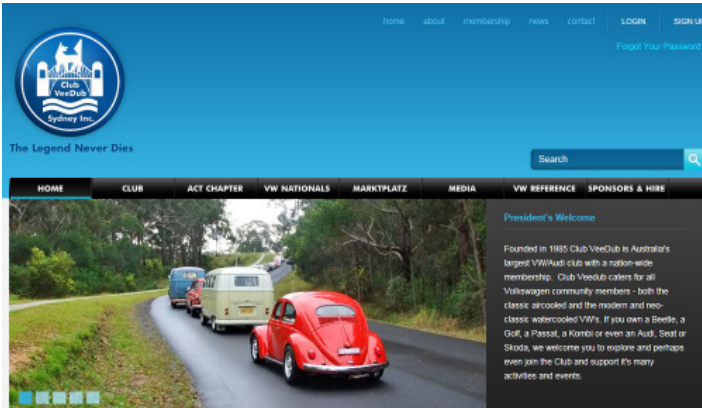 home about membership news contact LOGIN SIGN U
Forgot Your Password
Club
VeeDub
Sydney Inc.
The Legend Never Dies
Search
HOME CLUB ACT CHAPTER VW NATIONALS MARKTPLATZ MEDIA VW REFERENCE SPONSORS & HIRE
President's Welcome
Founded in 1985 Club VeeDub is Australia's
largest VW/Audi club with a nation-wide
membership. Club Veedub caters for all
Volkswagen community members - both the
classic aircooled and the modern and neo-
classic watercooled VW's. If you own a Beetle, a
Golf, a Passat, a Kombi or even an Audi, Seat or
Skoda, we welcome you to explore and perhaps
even join the Club and support it's many
activities and events.